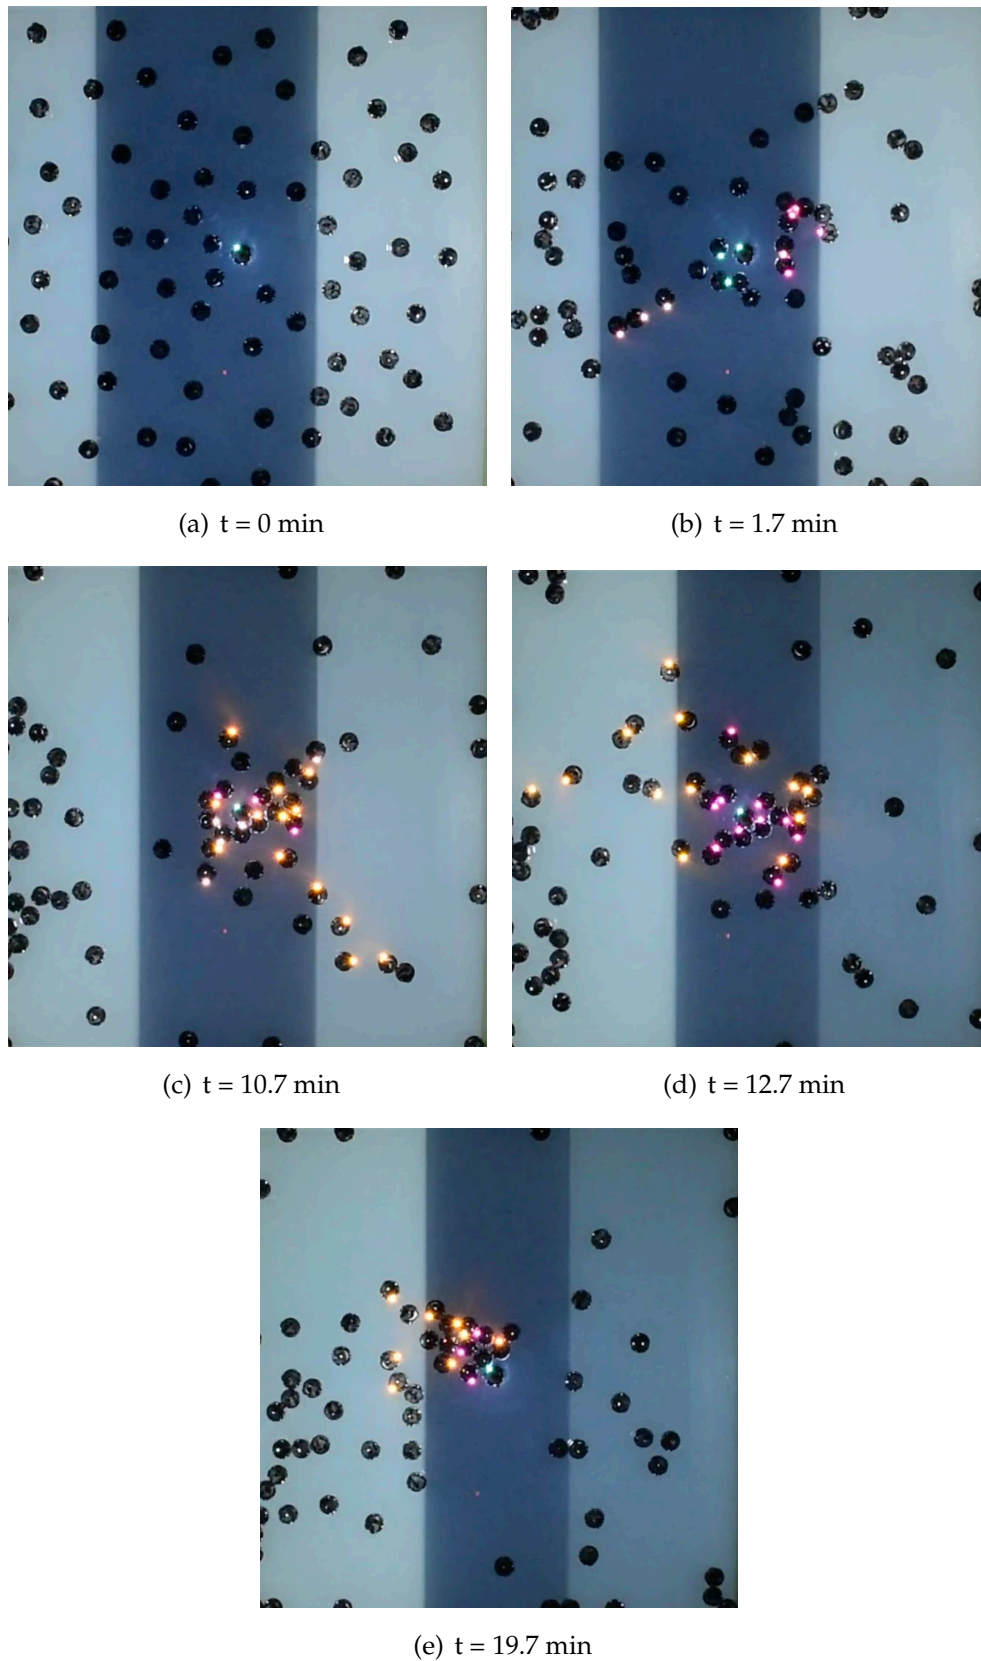 (a) t = 0 min
(b) t = 1.7 min
(c) t = 10.7 min
(d) t = 12.7 min
(e) t = 19.7 min